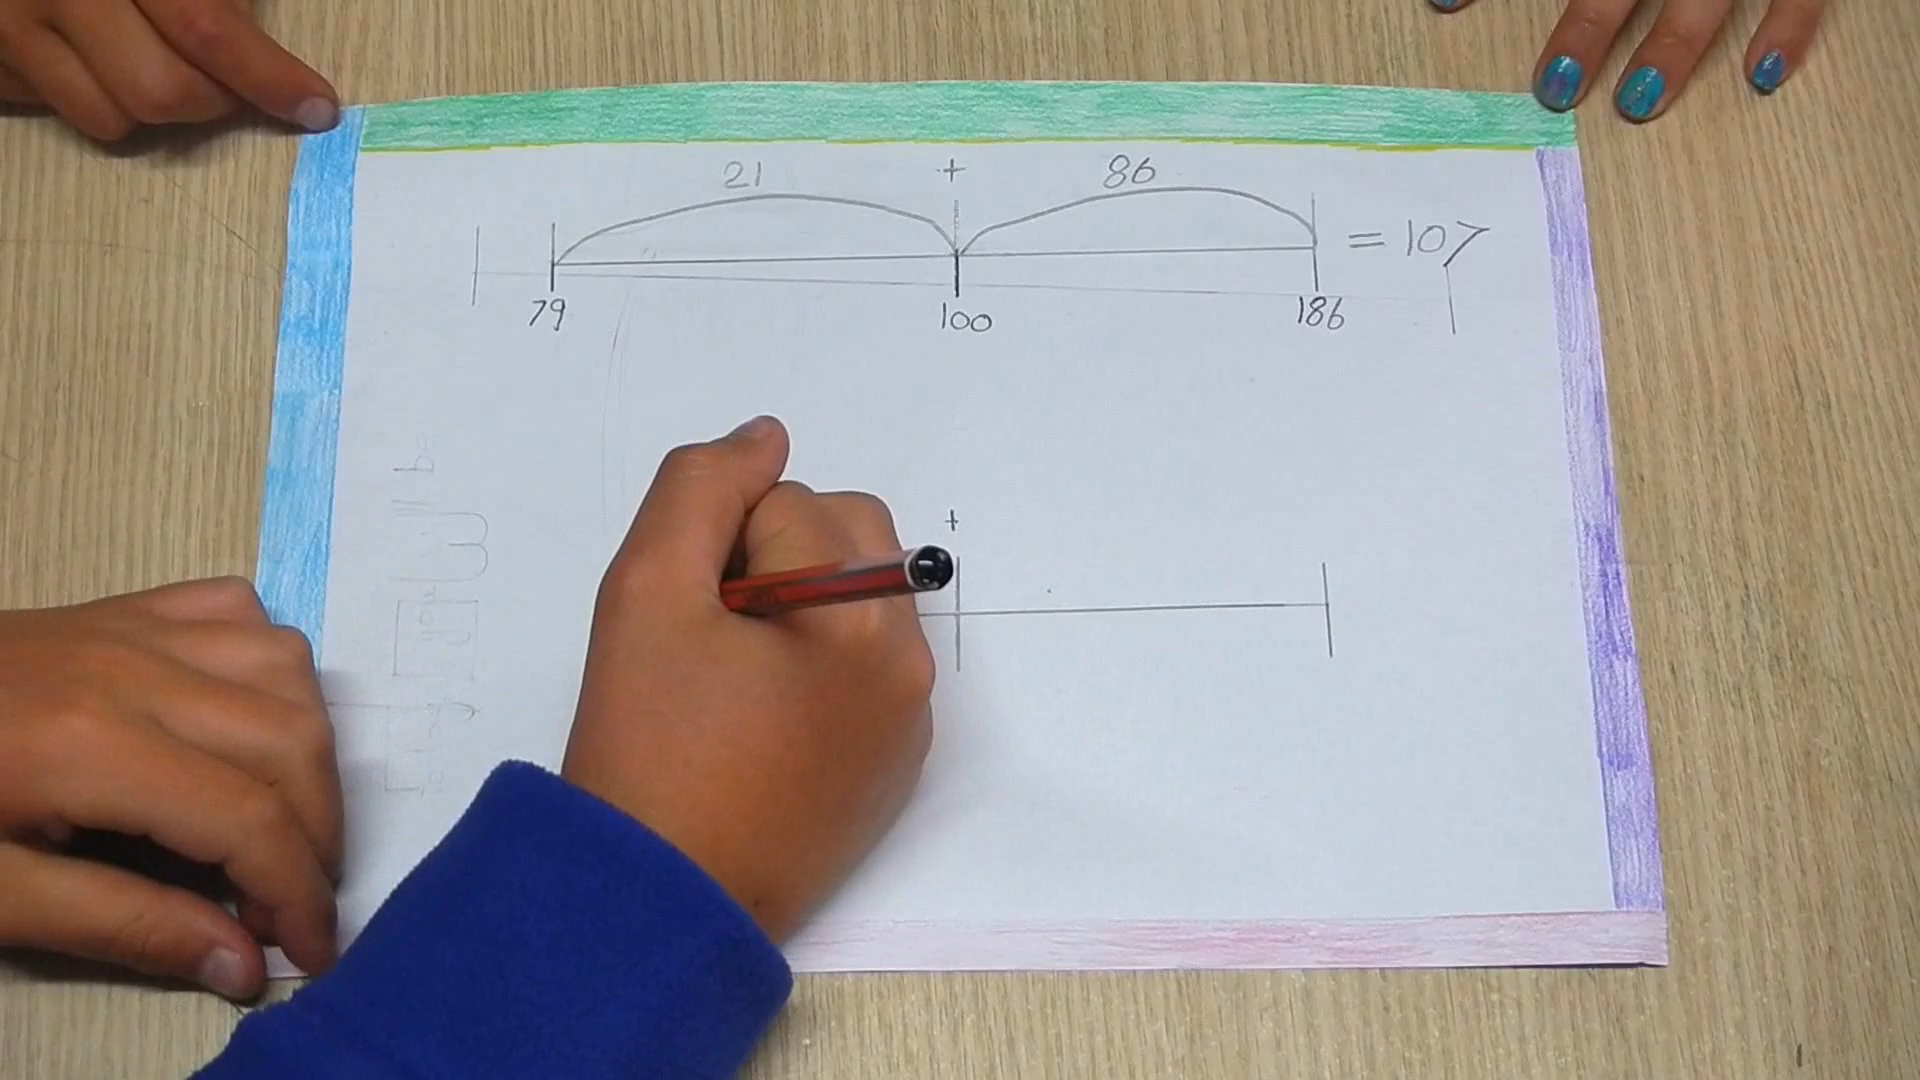 21 + 86
= 107
79 100 186
+